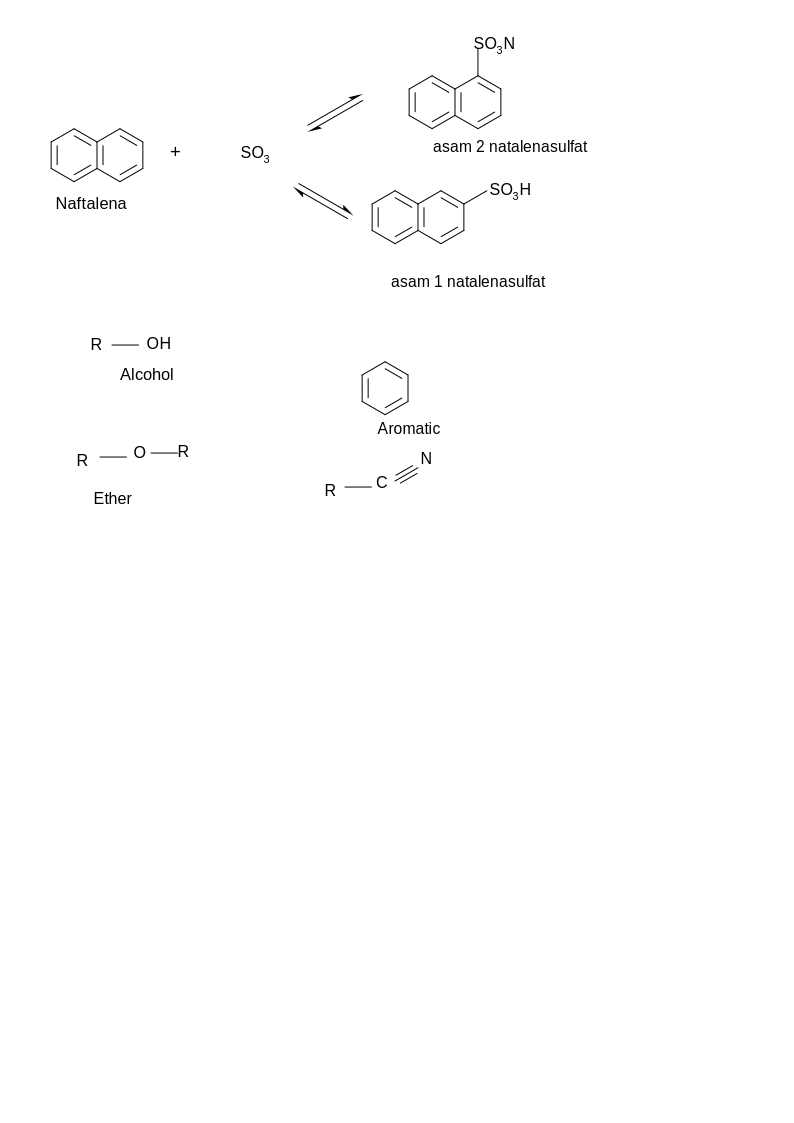 SO3N
asam 2 natalenasulfat
+ SO3
Naftalena
SO3H
asam 1 natalenasulfat
R OH
Alcohol
Aromatic
R O R
Ether
R C N